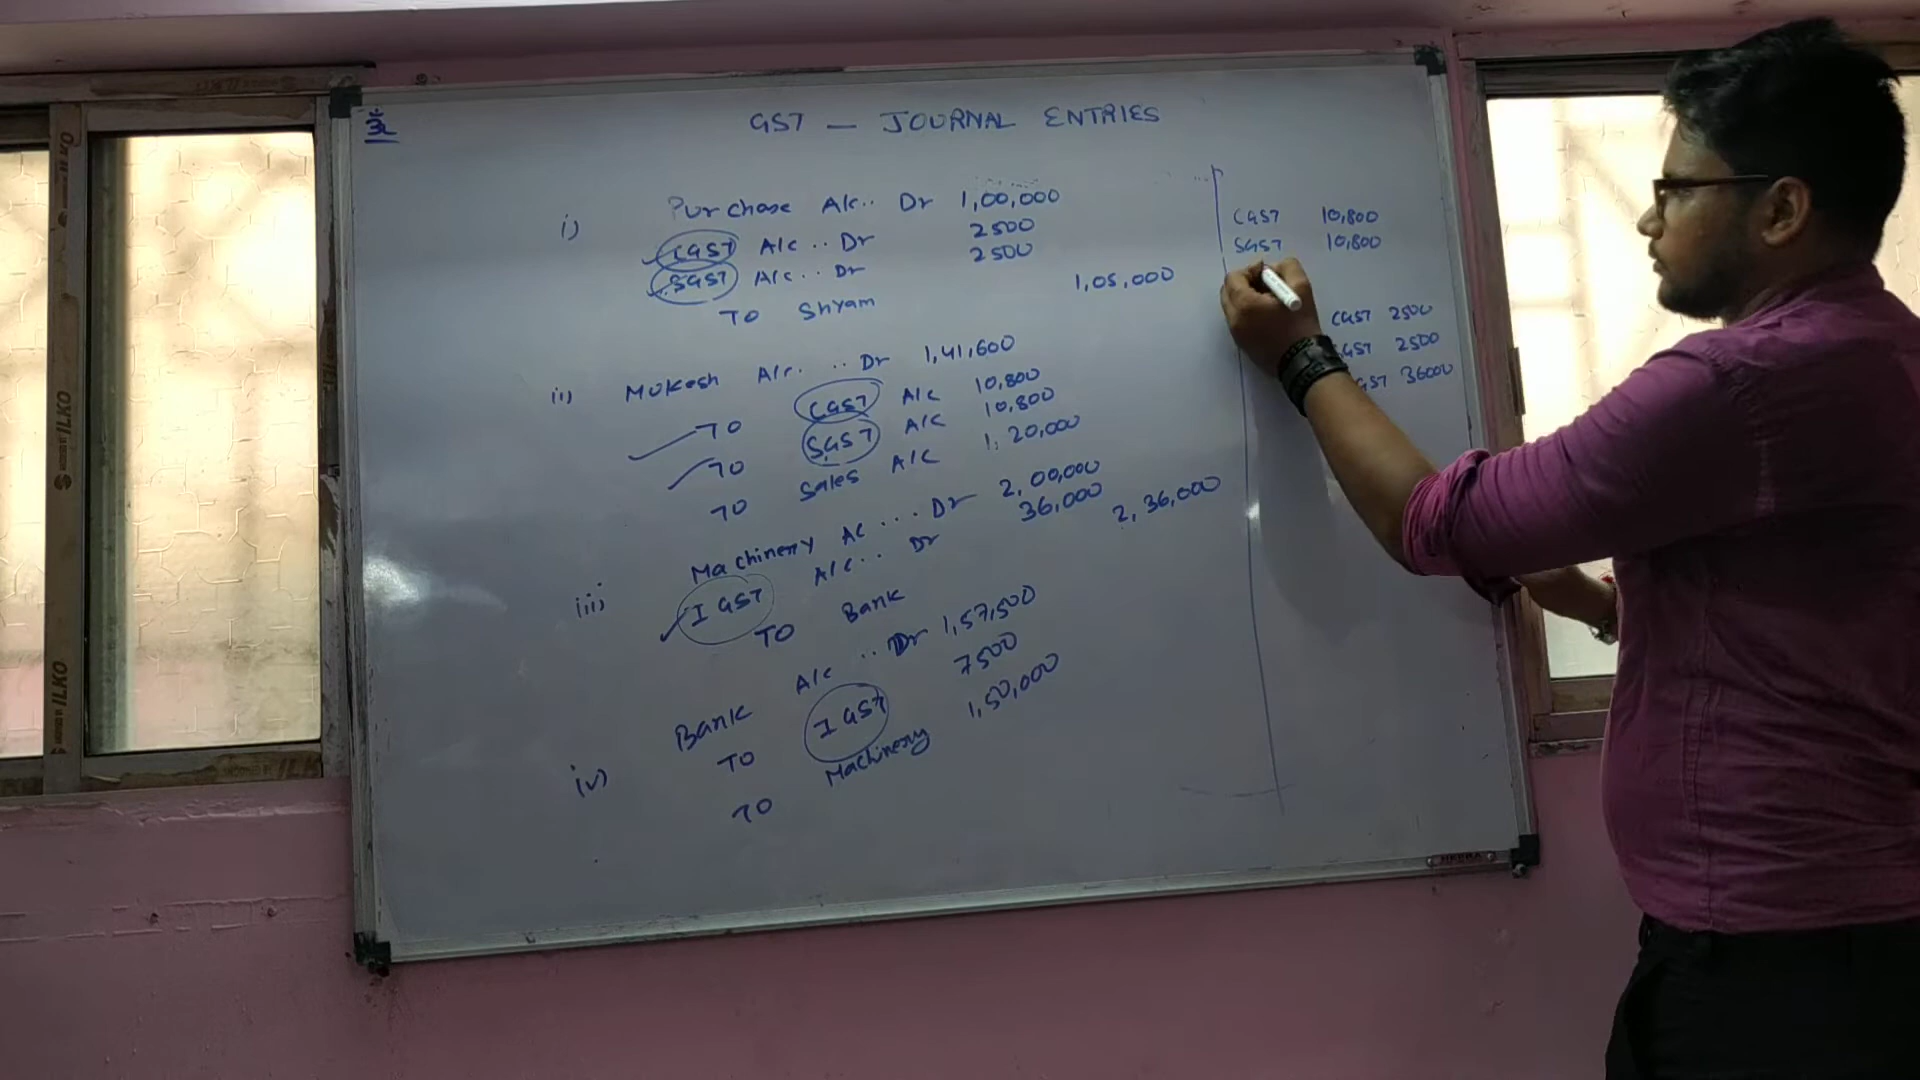 ॐ
GST — JOURNAL ENTRIES
i) Purchase A/c.. Dr 1,00,000
CGST A/c .. Dr 2500
SGST A/c .. Dr 2500
TO Shyam 1,05,000
ii) Mukesh A/c. .. Dr 1,41,600
TO CGST A/c 10,800
TO SGST A/c 10,800
TO Sales A/c 1,20,000
iii) Machinery Ac ... Dr 2,00,000
I GST A/c.. Dr 36,000
TO Bank 2,36,000
iv) Bank A/c .. Dr 1,57,500
TO I GST 7500
TO Machinery 1,50,000
CGST 10,800
SGST 10,800
CGST 2500
2500
36000
ILKO
ILKO